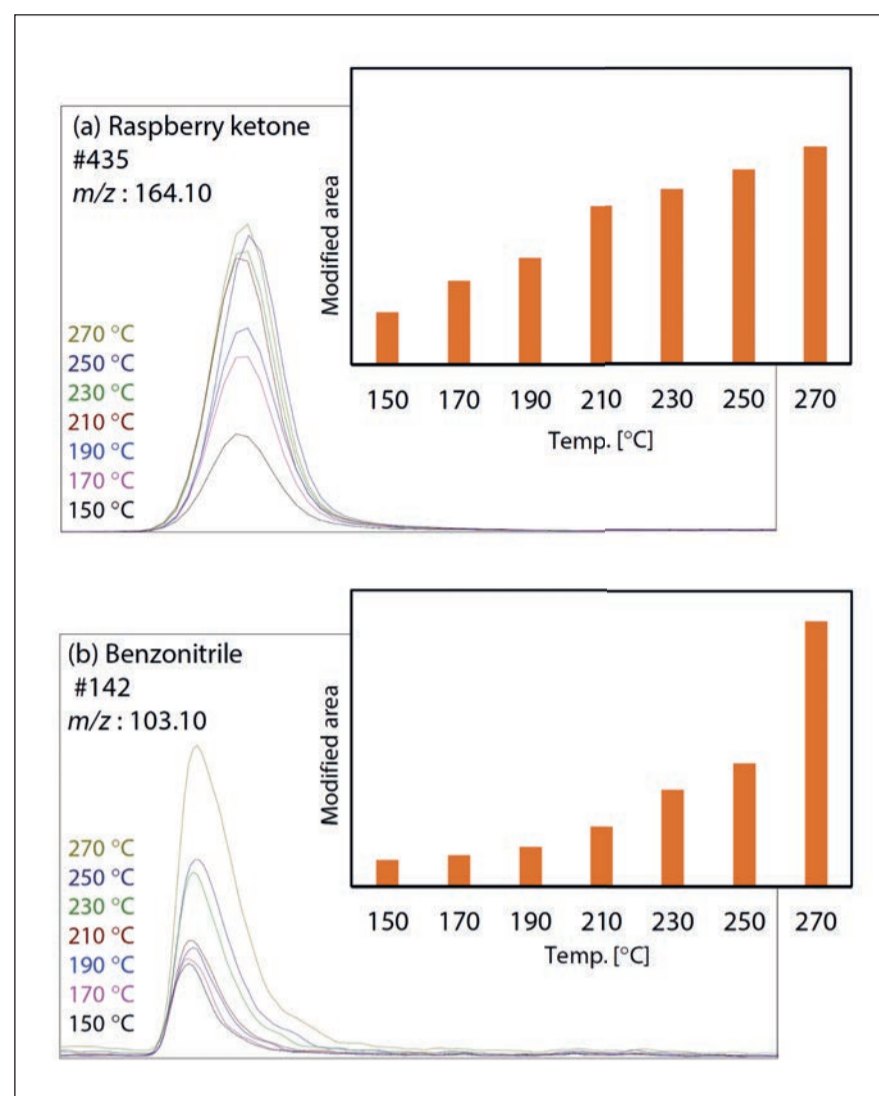 (a) Raspberry ketone
#435
m/z : 164.10
270 °C
250 °C
230 °C
210 °C
190 °C
170 °C
150 °C
Modified area
150 170 190 210 230 250 270
Temp. [°C]
(b) Benzonitrile
#142
m/z : 103.10
270 °C
250 °C
230 °C
210 °C
190 °C
170 °C
150 °C
Modified area
150 170 190 210 230 250 270
Temp. [°C]